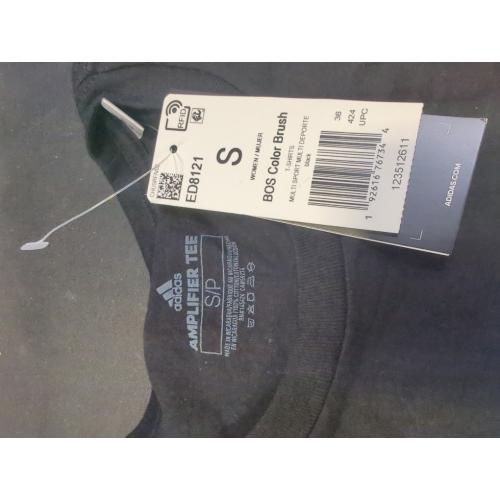 RFID
ED8121
S
WOMEN / MUJER
BOS Color Brush
T-SHIRTS
MULTI SPORT MULTI DEPORTE
black
36
424
UPC
1 92616 76734 4
123512611
ADIDAS.COM
adidas
AMPLIFIER TEE
S/P